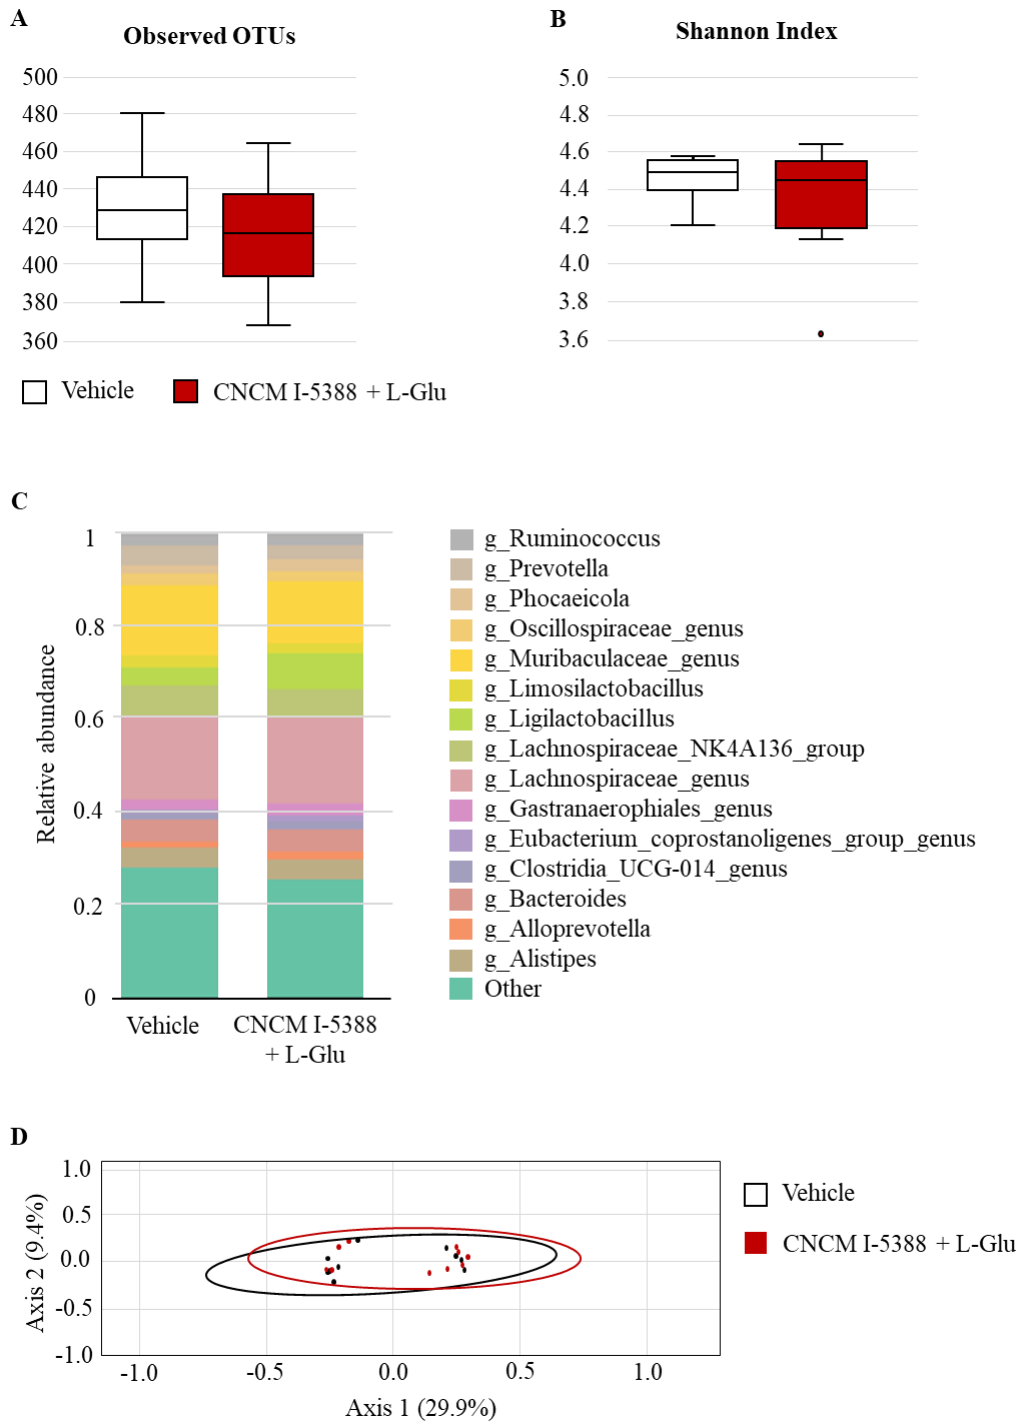 A
Observed OTUs
500
480
460
440
420
400
380
360
Vehicle
CNCM I-5388 + L-Glu
B
Shannon Index
5.0
4.8
4.6
4.4
4.2
4.0
3.8
3.6
C
Relative abundance
1
0.8
0.6
0.4
0.2
0
Vehicle
CNCM I-5388
+ L-Glu
g_Ruminococcus
g_Prevotella
g_Phocaeicola
g_Oscillospiraceae_genus
g_Muribaculaceae_genus
g_Limosilactobacillus
g_Ligilactobacillus
g_Lachnospiraceae_NK4A136_group
g_Lachnospiraceae_genus
g_Gastranaerophiales_genus
g_Eubacterium_coprostanoligenes_group_genus
g_Clostridia_UCG-014_genus
g_Bacteroides
g_Alloprevotella
g_Alistipes
Other
D
Axis 2 (9.4%)
1.0
0.5
0.0
-0.5
-1.0
-1.0
-0.5
0.0
0.5
1.0
Axis 1 (29.9%)
Vehicle
CNCM I-5388 + L-Glu